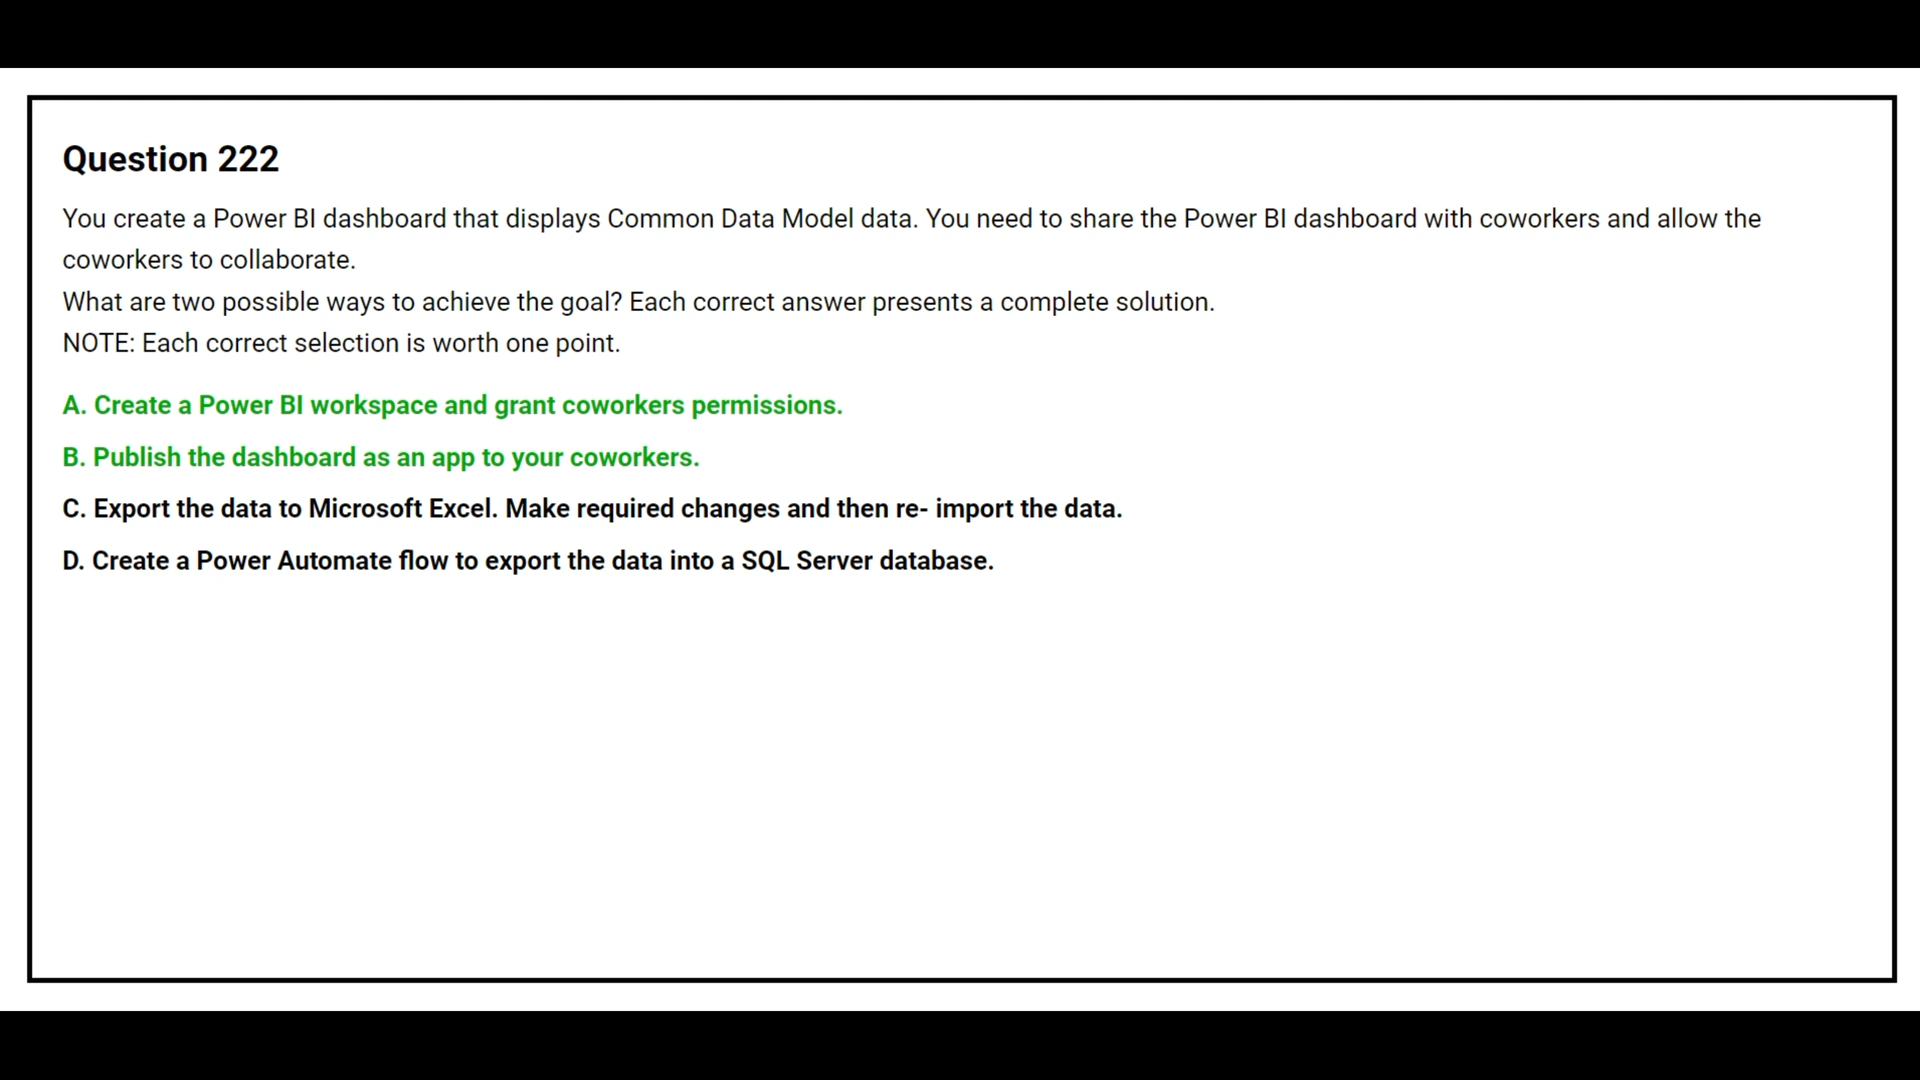 Question 222
You create a Power BI dashboard that displays Common Data Model data. You need to share the Power BI dashboard with coworkers and allow the
coworkers to collaborate.
What are two possible ways to achieve the goal? Each correct answer presents a complete solution.
NOTE: Each correct selection is worth one point.
A. Create a Power BI workspace and grant coworkers permissions.
B. Publish the dashboard as an app to your coworkers.
C. Export the data to Microsoft Excel. Make required changes and then re- import the data.
D. Create a Power Automate flow to export the data into a SQL Server database.